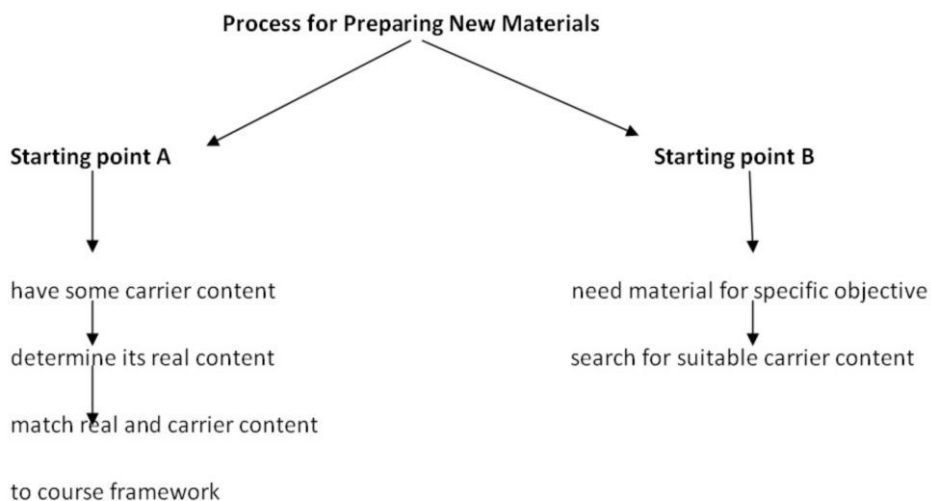 Process for Preparing New Materials
Starting point A
Starting point B
have some carrier content
need material for specific objective
determine its real content
search for suitable carrier content
match real and carrier content
to course framework